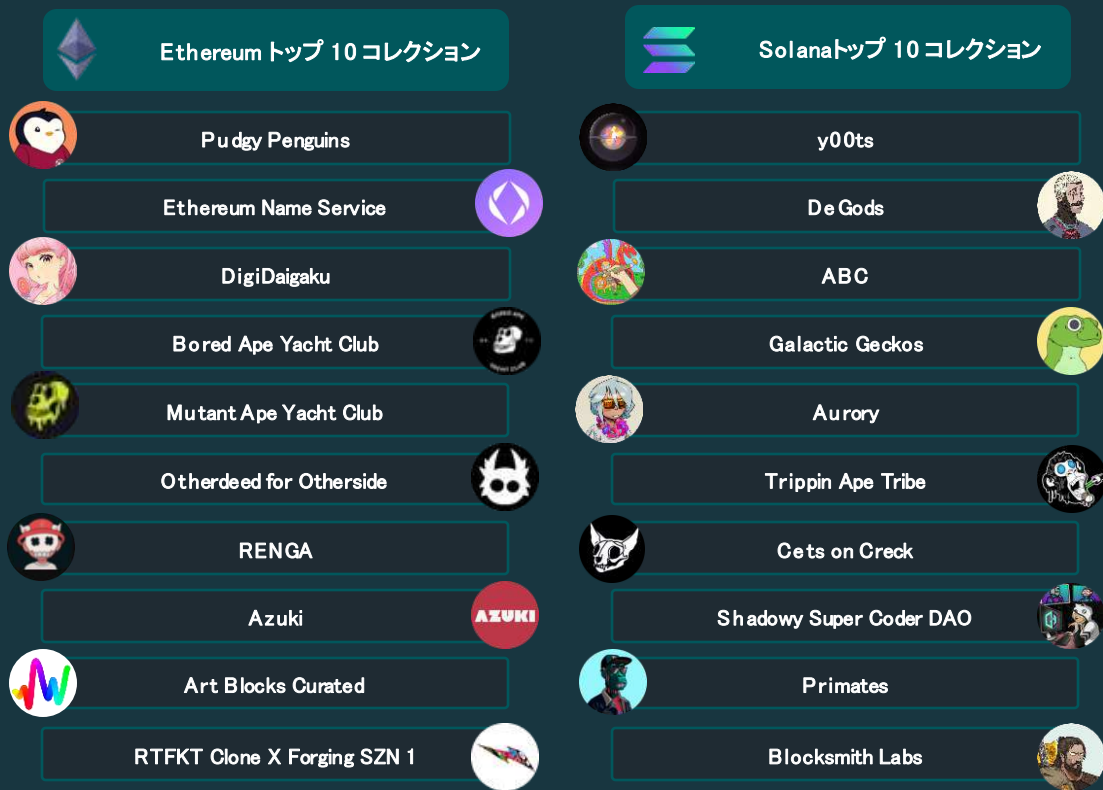 Ethereum トップ 10 コレクション
Pudgy Penguins
Ethereum Name Service
DigiDaigaku
Bored Ape Yacht Club
Mutant Ape Yacht Club
Otherdeed for Otherside
RENGA
Azuki
AZUKI
Art Blocks Curated
RTFKT Clone X Forging SZN 1
Solanaトップ 10 コレクション
y00ts
DeGods
ABC
Galactic Geckos
Aurory
Trippin Ape Tribe
Cets on Creck
Shadowy Super Coder DAO
Primates
Blocksmith Labs